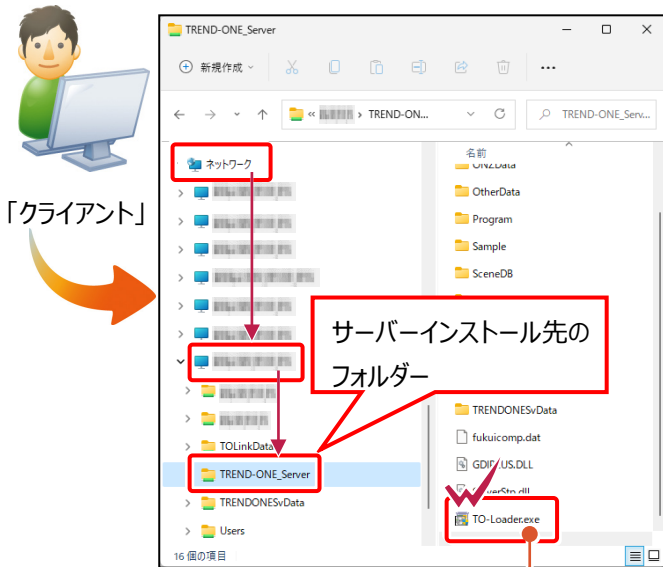 TREND-ONE_Server
新規作成
« > TREND-ON...
TREND-ONE_Serv...
「クライアント」
ネットワーク
TOLinkData
TREND-ONE_Server
TRENDONESvData
Users
名前
ONZData
OtherData
Program
Sample
SceneDB
サーバーインストール先の
フォルダー
TRENDONESvData
fukuicomp.dat
TO-Loader.exe
16 個の項目